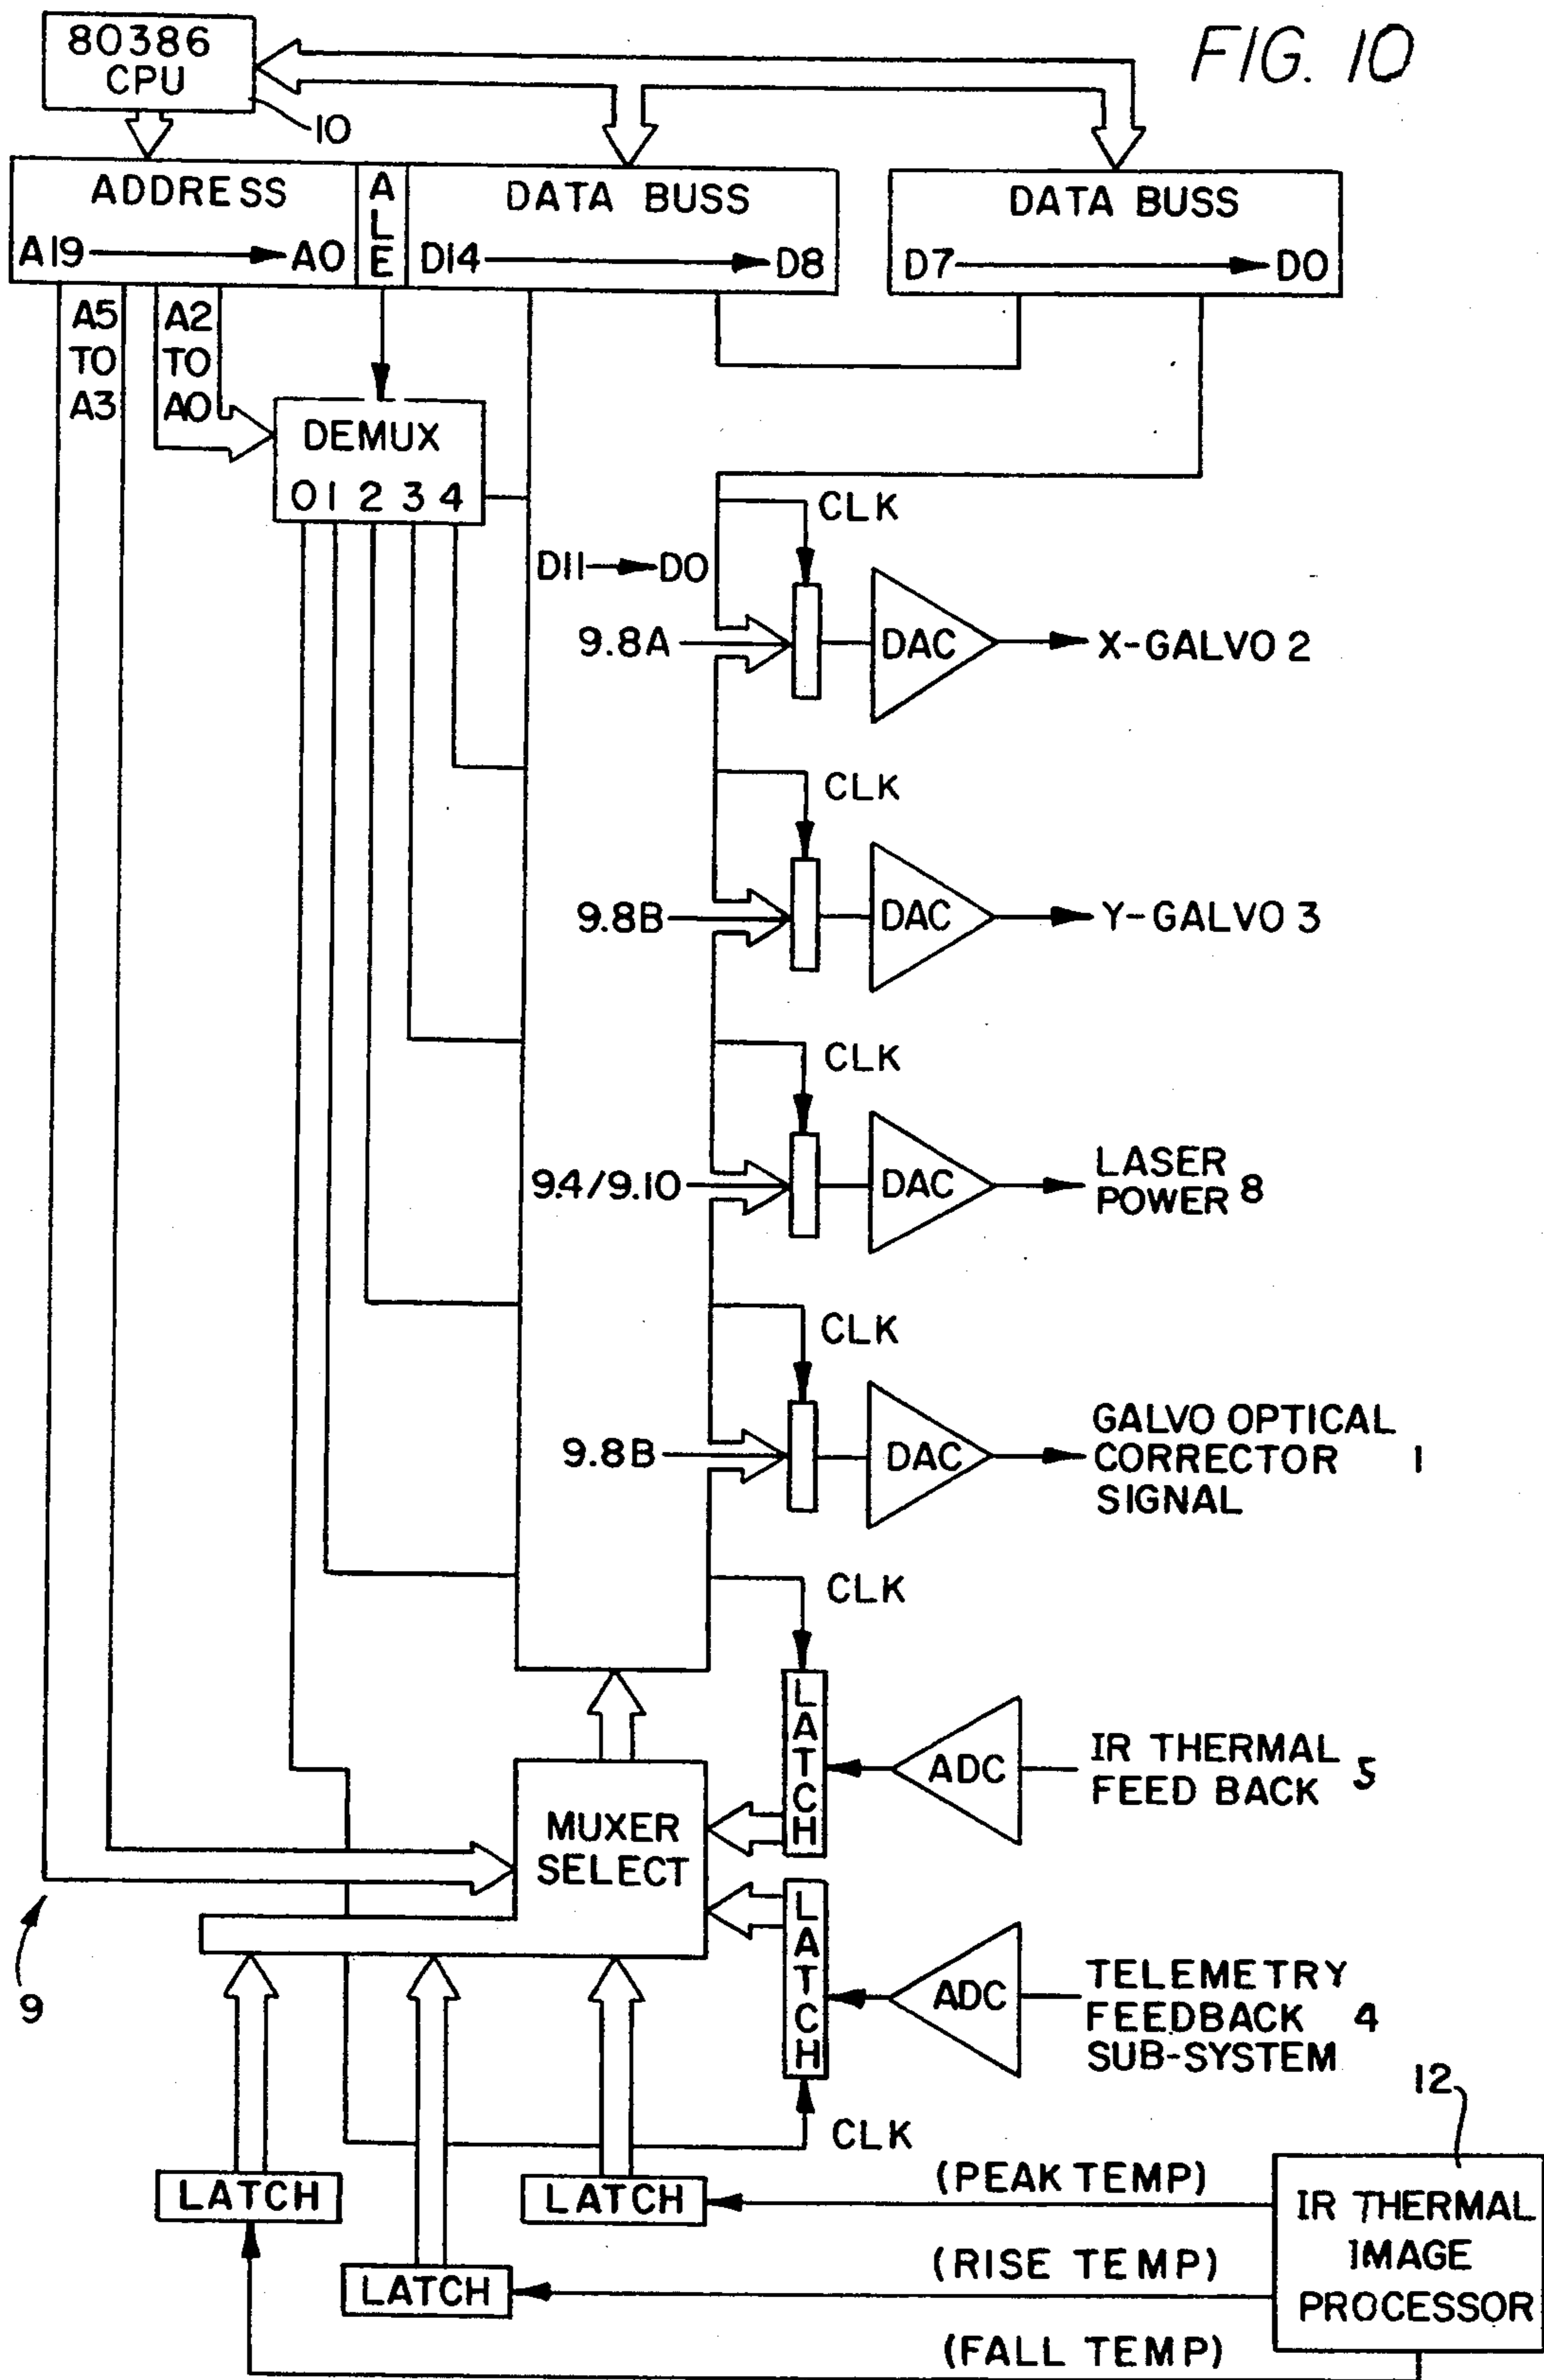 FIG. 10
80386
CPU
10
ADDRESS
A19 A0
ALE
DATA BUSS
D14 D8
DATA BUSS
D7 D0
A5
TO
A3
A2
TO
A0
DEMUX
0 1 2 3 4
D11 D0
CLK
9.8A
DAC
X-GALVO 2
CLK
9.8B
DAC
Y-GALVO 3
CLK
9.4/9.10
DAC
LASER
POWER 8
CLK
9.8B
DAC
GALVO OPTICAL
CORRECTOR 1
SIGNAL
CLK
LATCH
ADC
IR THERMAL
FEED BACK 5
MUXER
SELECT
9
LATCH
ADC
TELEMETRY
FEEDBACK 4
SUB-SYSTEM
CLK
12
LATCH
LATCH
(PEAK TEMP)
LATCH
(RISE TEMP)
(FALL TEMP)
IR THERMAL
IMAGE
PROCESSOR